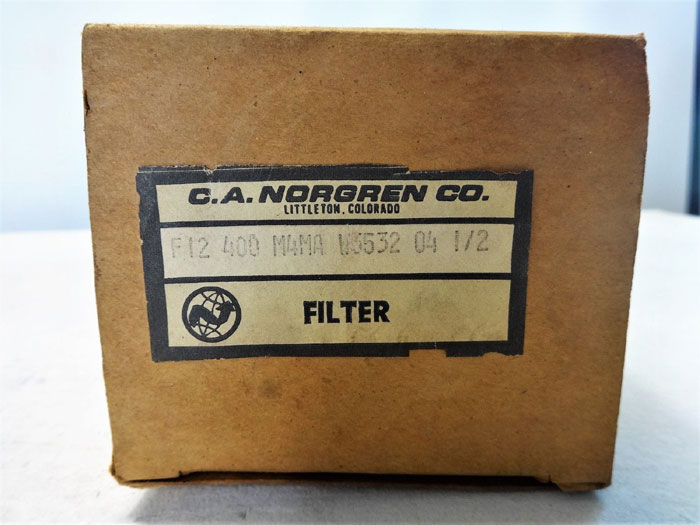 C.A. NORGREN CO.
LITTLETON, COLORADO
F12 400 M4MA W3632 04 1/2
FILTER